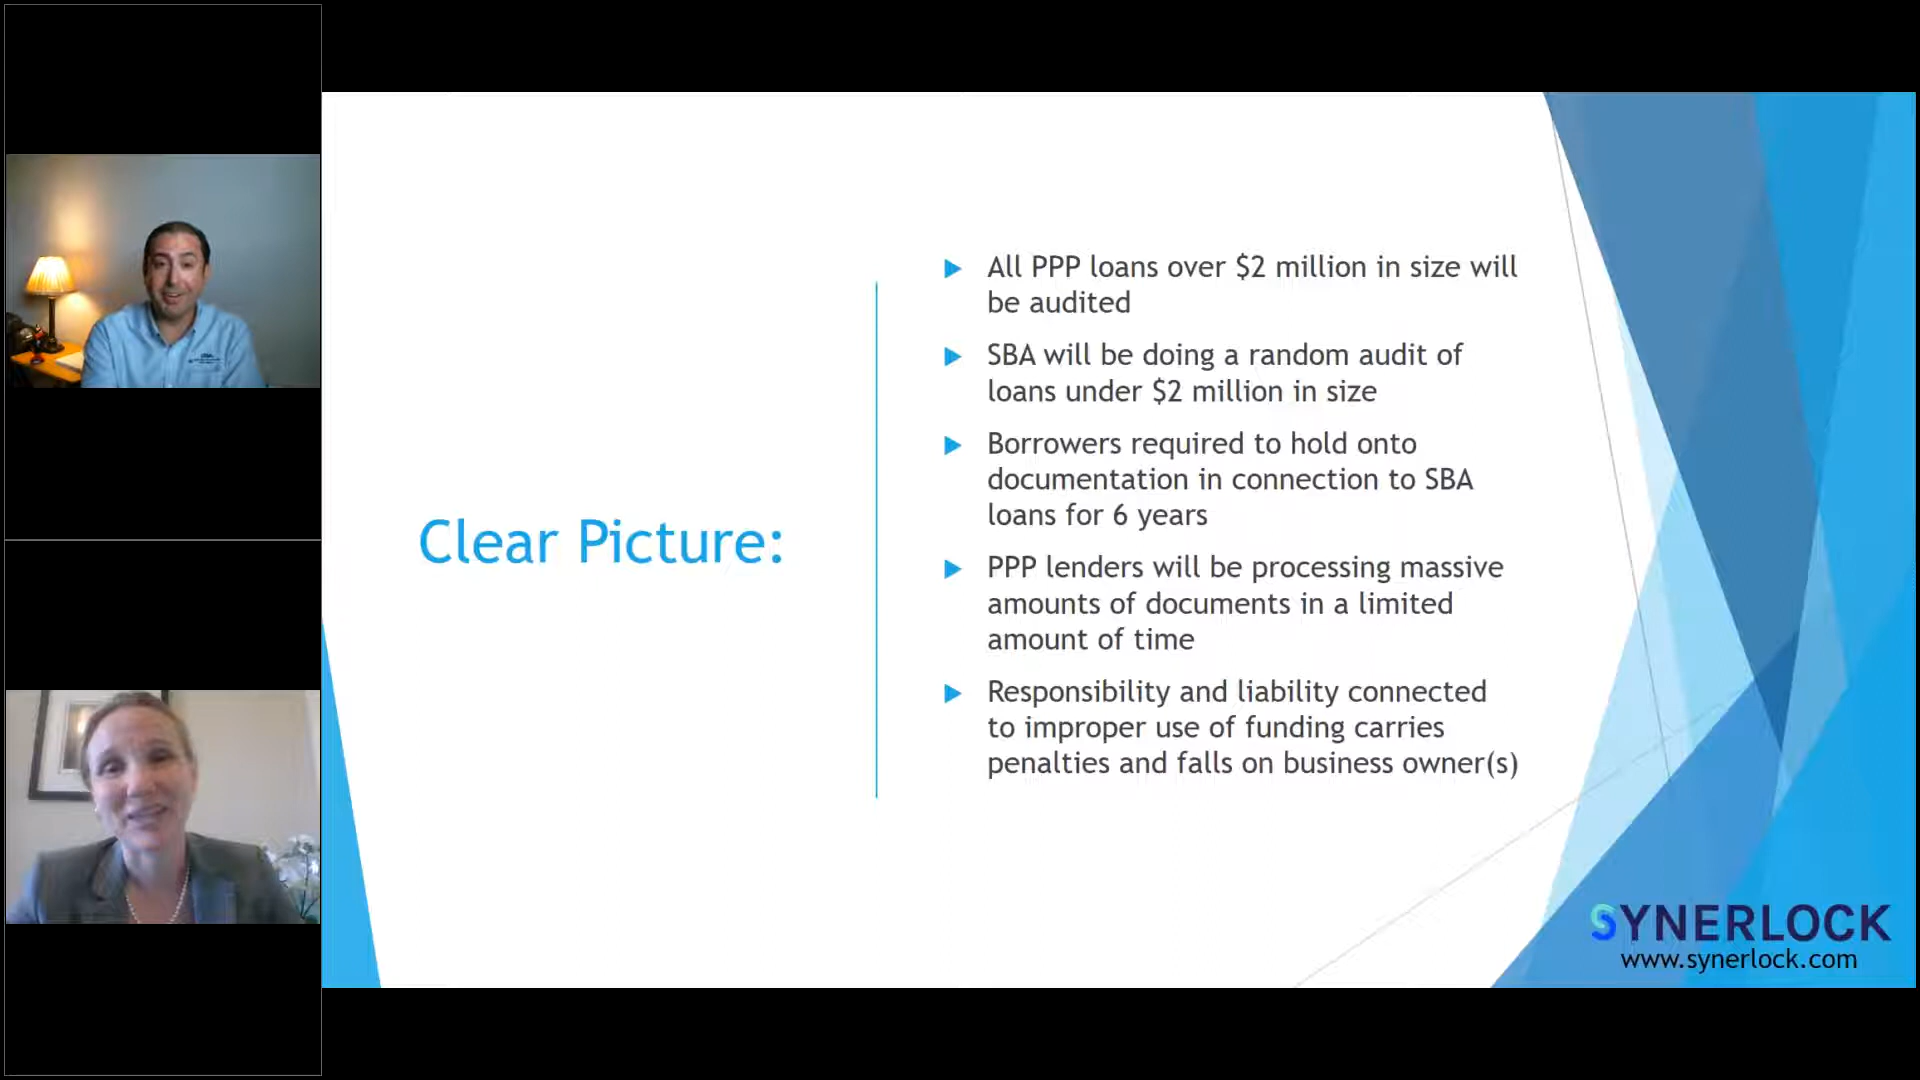 Clear Picture:
All PPP loans over $2 million in size will
be audited
SBA will be doing a random audit of
loans under $2 million in size
Borrowers required to hold onto
documentation in connection to SBA
loans for 6 years
PPP lenders will be processing massive
amounts of documents in a limited
amount of time
Responsibility and liability connected
to improper use of funding carries
penalties and falls on business owner(s)
SYNERLOCK
www.synerlock.com